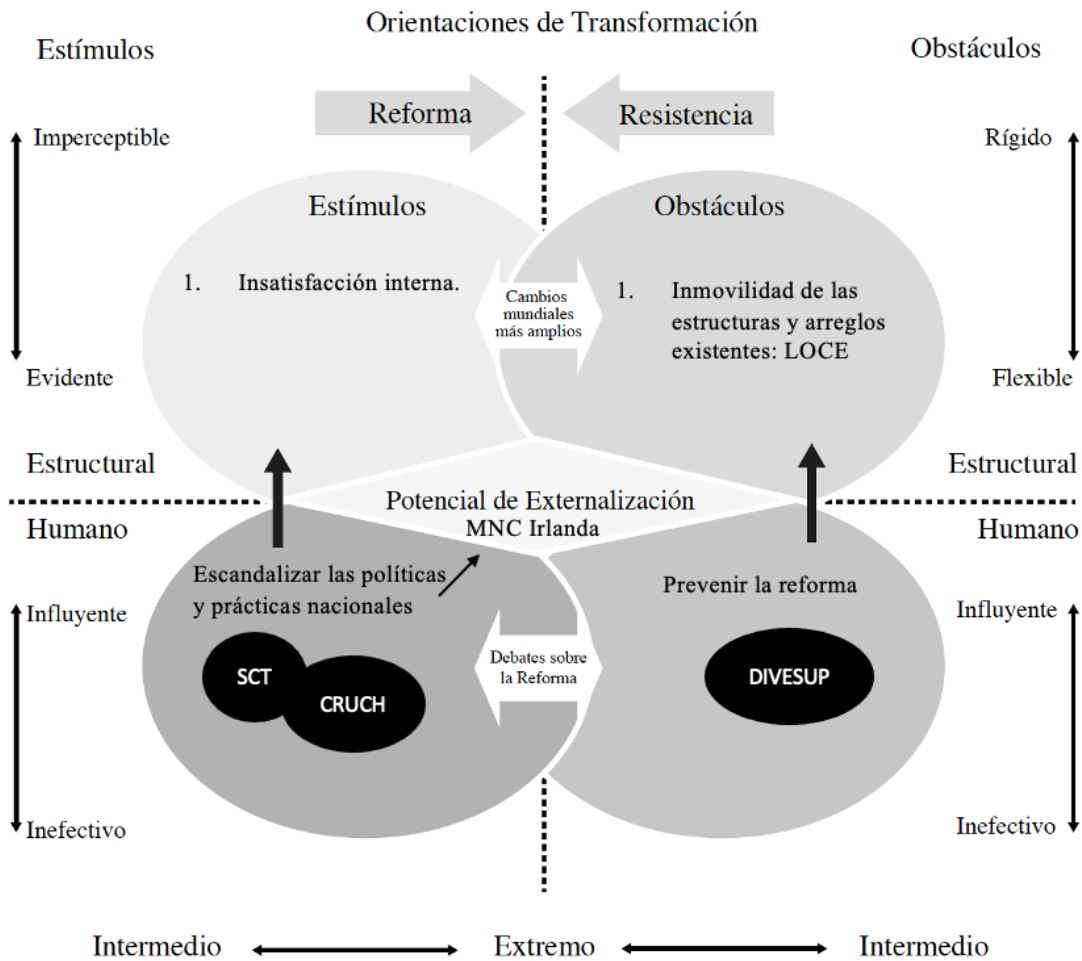 Orientaciones de Transformación
Estímulos
Obstáculos
Reforma
Resistencia
Imperceptible
Rígido
Estímulos
Obstáculos
1. Insatisfacción interna.
Cambios
mundiales
más amplios
1. Inmovilidad de las
estructuras y arreglos
existentes: LOCE
Evidente
Flexible
Estructural
Estructural
Potencial de Externalización
MNC Irlanda
Humano
Humano
Escandalizar las políticas
y prácticas nacionales
Prevenir la reforma
Influyente
Influyente
SCT
CRUCH
Debates sobre
la Reforma
DIVESUP
Inefectivo
Inefectivo
Intermedio
Extremo
Intermedio